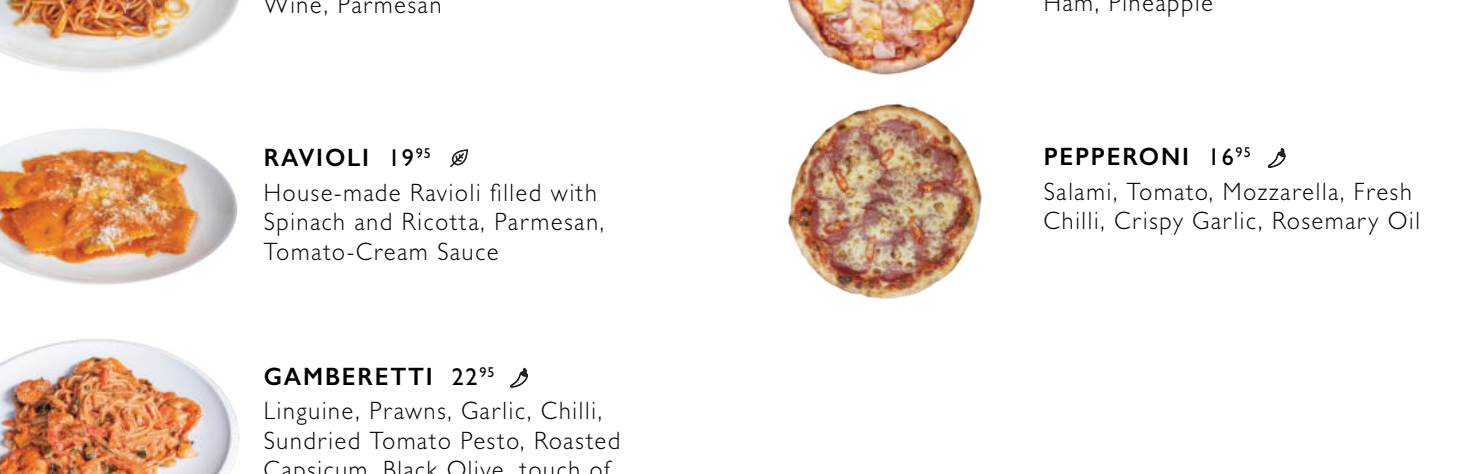 Wine, Parmesan
RAVIOLI 19⁹⁵
House-made Ravioli filled with
Spinach and Ricotta, Parmesan,
Tomato-Cream Sauce
GAMBERETTI 22⁹⁵
Linguine, Prawns, Garlic, Chilli,
Sundried Tomato Pesto, Roasted
Capsicum, Black Olive, touch of
Ham, Pineapple
PEPPERONI 16⁹⁵
Salami, Tomato, Mozzarella, Fresh
Chilli, Crispy Garlic, Rosemary Oil